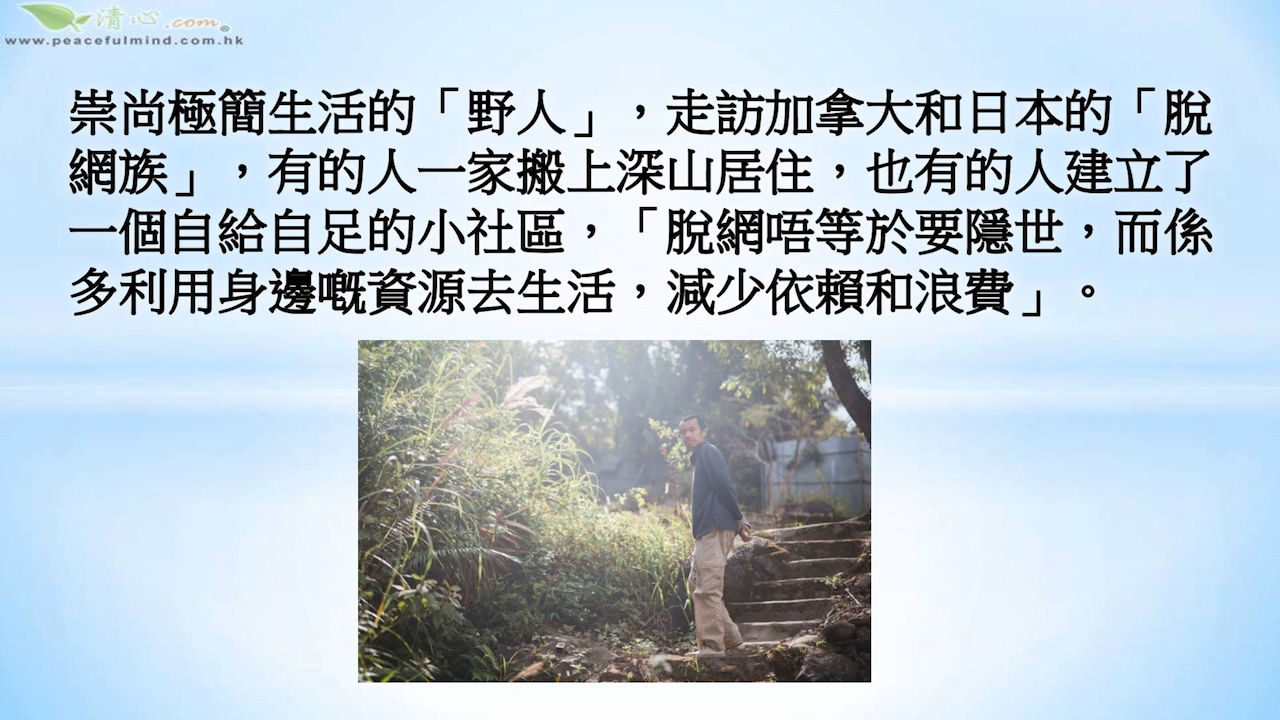 清心.com
www.peacefulmind.com.hk
崇尚極簡生活的「野人」，走訪加拿大和日本的「脫
網族」，有的人一家搬上深山居住，也有的人建立了
一個自給自足的小社區，「脫網唔等於要隱世，而係
多利用身邊嘅資源去生活，減少依賴和浪費」。